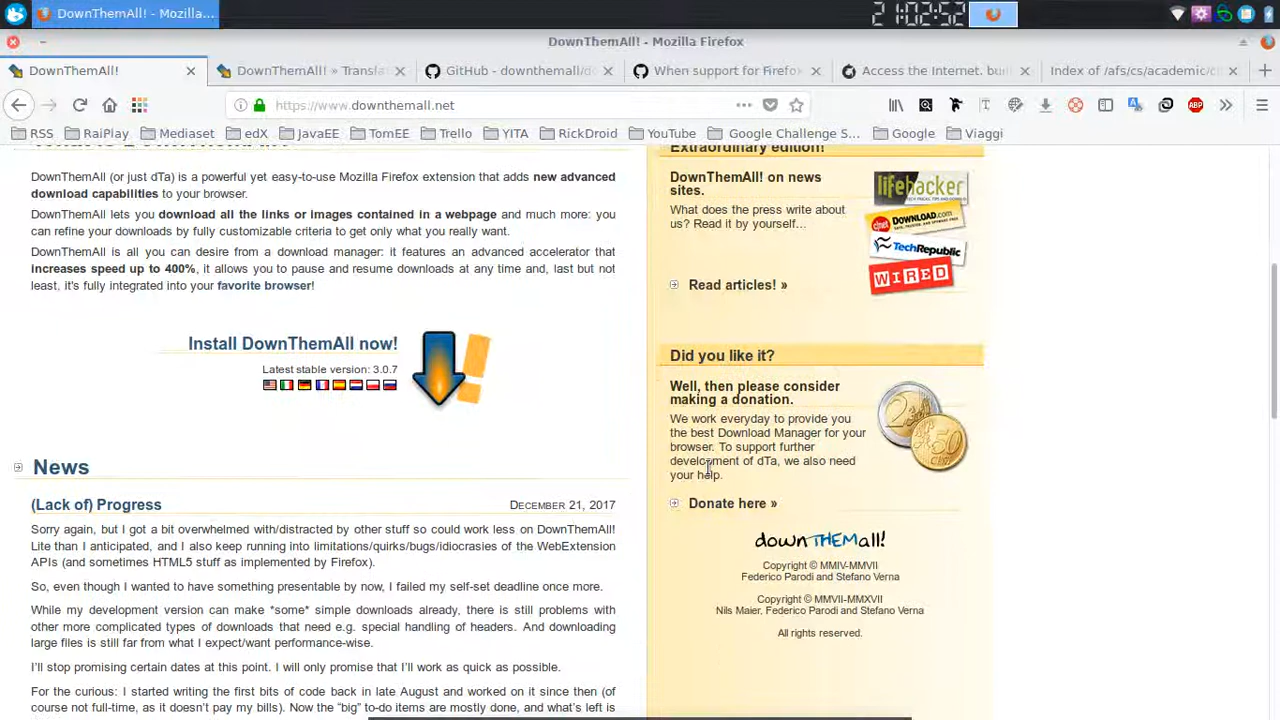 DownThemAll! - Mozilla...
21:02:52
DownThemAll! - Mozilla Firefox
DownThemAll!
DownThemAll! » Transla
GitHub - downthemall/d
When support for Firefo
Access the Internet. bu
Index of /afs/cs/academic/c
https://www.downthemall.net
ABP
RSS
RaiPlay
Mediaset
edX
JavaEE
TomEE
Trello
YITA
RickDroid
YouTube
Google Challenge S...
Google
Viaggi
DownThemAll (or just dTa) is a powerful yet easy-to-use Mozilla Firefox extension that adds new advanced
download capabilities to your browser.
DownThemAll lets you download all the links or images contained in a webpage and much more: you
can refine your downloads by fully customizable criteria to get only what you really want.
DownThemAll is all you can desire from a download manager: it features an advanced accelerator that
increases speed up to 400%, it allows you to pause and resume downloads at any time and, last but not
least, it's fully integrated into your favorite browser!
Install DownThemAll now!
Latest stable version: 3.0.7
News
(Lack of) Progress
December 21, 2017
Sorry again, but I got a bit overwhelmed with/distracted by other stuff so could work less on DownThemAll!
Lite than I anticipated, and I also keep running into limitations/quirks/bugs/idiocrasies of the WebExtension
APIs (and sometimes HTML5 stuff as implemented by Firefox).
So, even though I wanted to have something presentable by now, I failed my self-set deadline once more.
While my development version can make *some* simple downloads already, there is still problems with
other more complicated types of downloads that need e.g. special handling of headers. And downloading
large files is still far from what I expect/want performance-wise.
I'll stop promising certain dates at this point. I will only promise that I'll work as quick as possible.
For the curious: I started writing the first bits of code back in late August and worked on it since then (of
course not full-time, as it doesn't pay my bills). Now the “big” to-do items are mostly done, and what's left is
Extraordinary edition!
DownThemAll! on news
sites.
What does the press write about
us? Read it by yourself...
lifehacker
c|net DOWNLOAD.com
TechRepublic
WIRED
Read articles! »
Did you like it?
Well, then please consider
making a donation.
We work everyday to provide you
the best Download Manager for your
browser. To support further
development of dTa, we also need
your help.
2
50
CENT
Donate here »
downTHEMall!
Copyright © MMIV-MMVII
Federico Parodi and Stefano Verna
Copyright © MMVII-MMXVII
Nils Maier, Federico Parodi and Stefano Verna
All rights reserved.